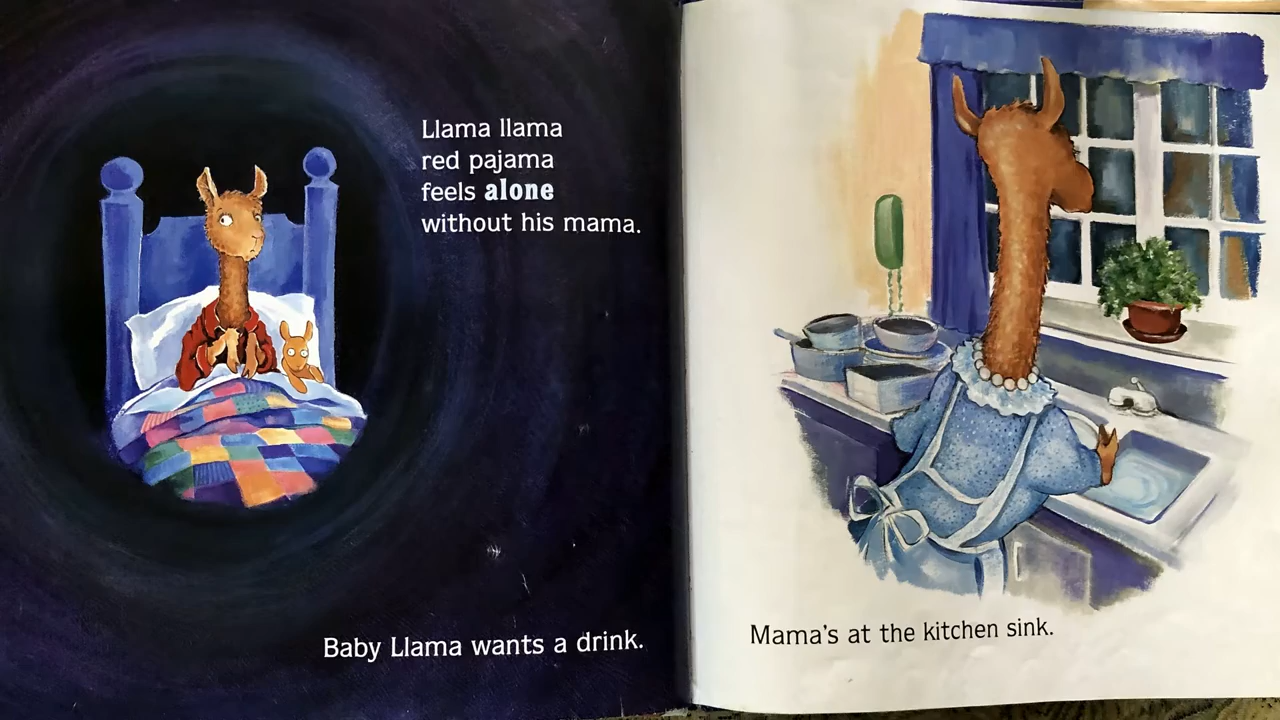 Llama llama
red pajama
feels alone
without his mama.
Baby Llama wants a drink.
Mama's at the kitchen sink.